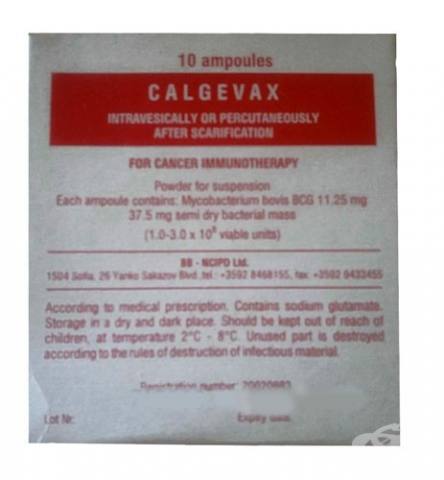 10 ampoules
CALGEVAX
INTRAVESICALLY OR PERCUTANEOUSLY
AFTER SCARIFICATION
FOR CANCER IMMUNOTHERAPY
Powder for suspension
Each ampoule contains: Mycobacterium bovis BCG 11,25 mg
37.5 mg semi dry bacterial mass
(1.0-3.0 x 10⁸ viable units)
BB - NCIPD Ltd.
1504 Sofia, 26 Yanko Sakazov Blvd. tel.: +3592 8468155, fax: +3592 9433455
According to medical prescription. Contains sodium glutamate.
Storage in a dry and dark place. Should be kept out of reach of
children, at temperature 2°C - 8°C. Unused part is destroyed
according to the rules of destruction of infectious material.
Registration number: 20020883
Lot Nr: Expiry date: